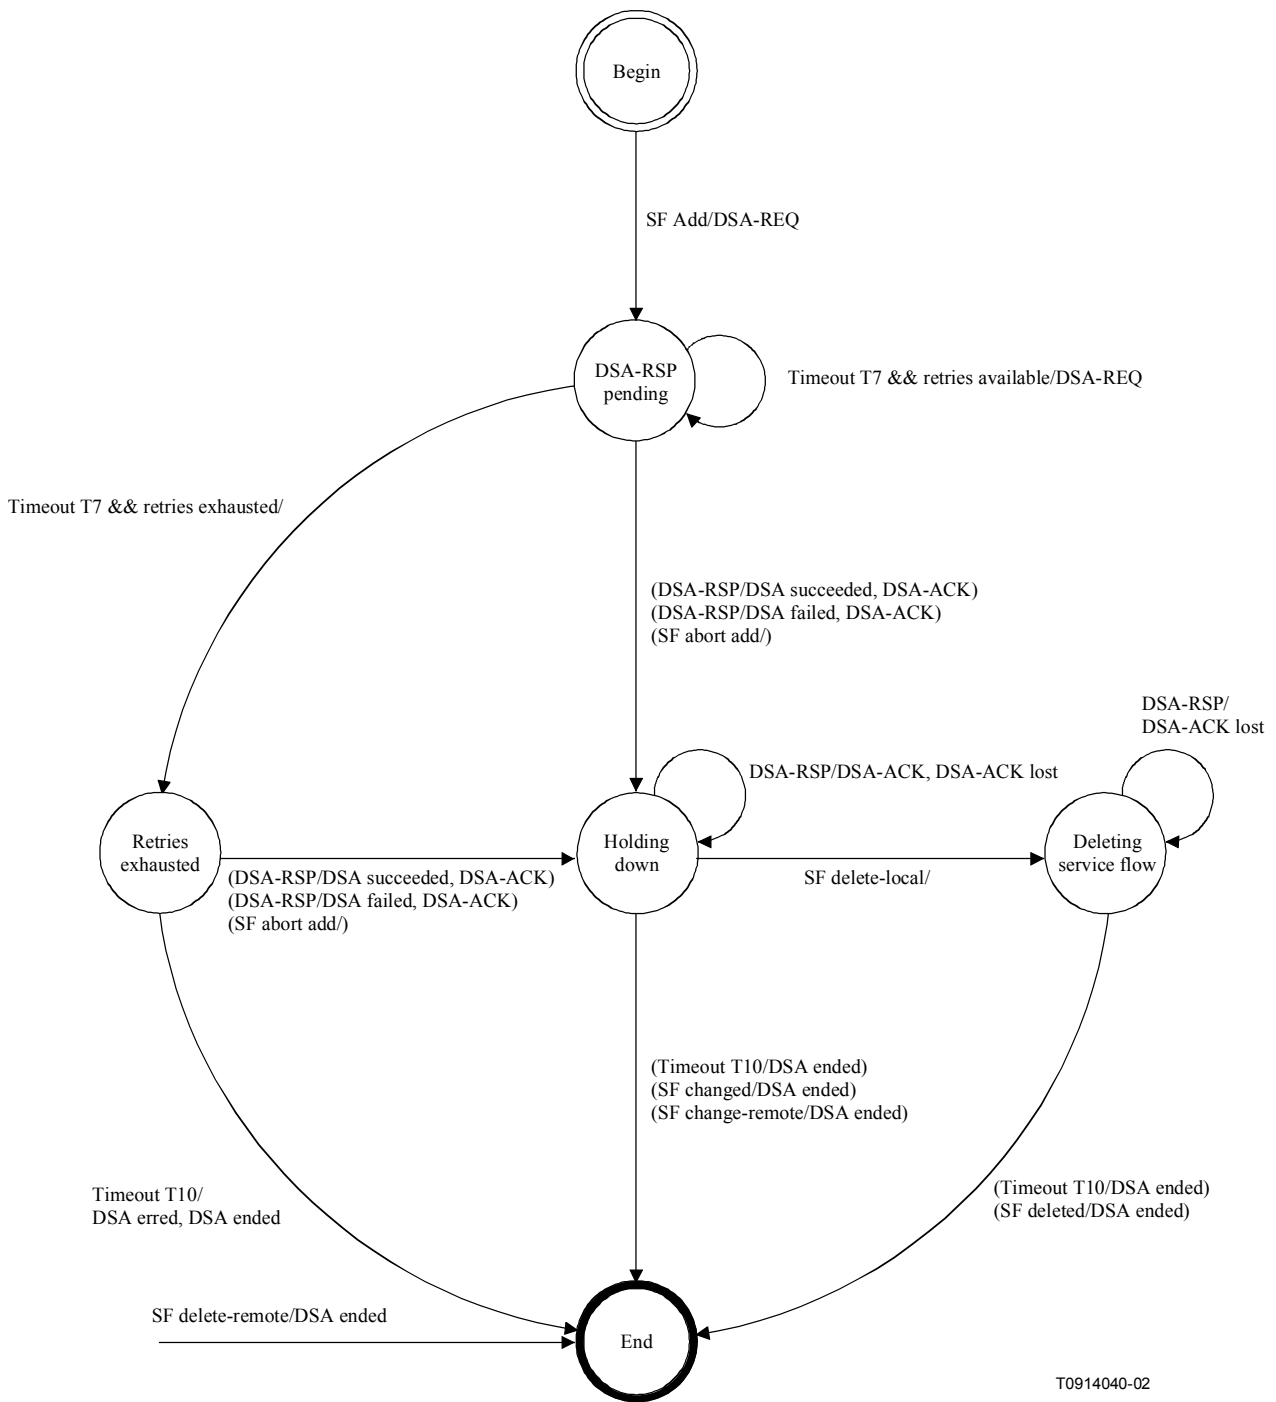 Begin
SF Add/DSA-REQ
DSA-RSP
pending
Timeout T7 && retries available/DSA-REQ
Timeout T7 && retries exhausted/
(DSA-RSP/DSA succeeded, DSA-ACK)
(DSA-RSP/DSA failed, DSA-ACK)
(SF abort add/)
DSA-RSP/
DSA-ACK lost
DSA-RSP/DSA-ACK, DSA-ACK lost
Retries
exhausted
Holding
down
Deleting
service flow
(DSA-RSP/DSA succeeded, DSA-ACK)
(DSA-RSP/DSA failed, DSA-ACK)
(SF abort add/)
SF delete-local/
(Timeout T10/DSA ended)
(SF changed/DSA ended)
(SF change-remote/DSA ended)
Timeout T10/
DSA erred, DSA ended
(Timeout T10/DSA ended)
(SF deleted/DSA ended)
SF delete-remote/DSA ended
End
T0914040-02